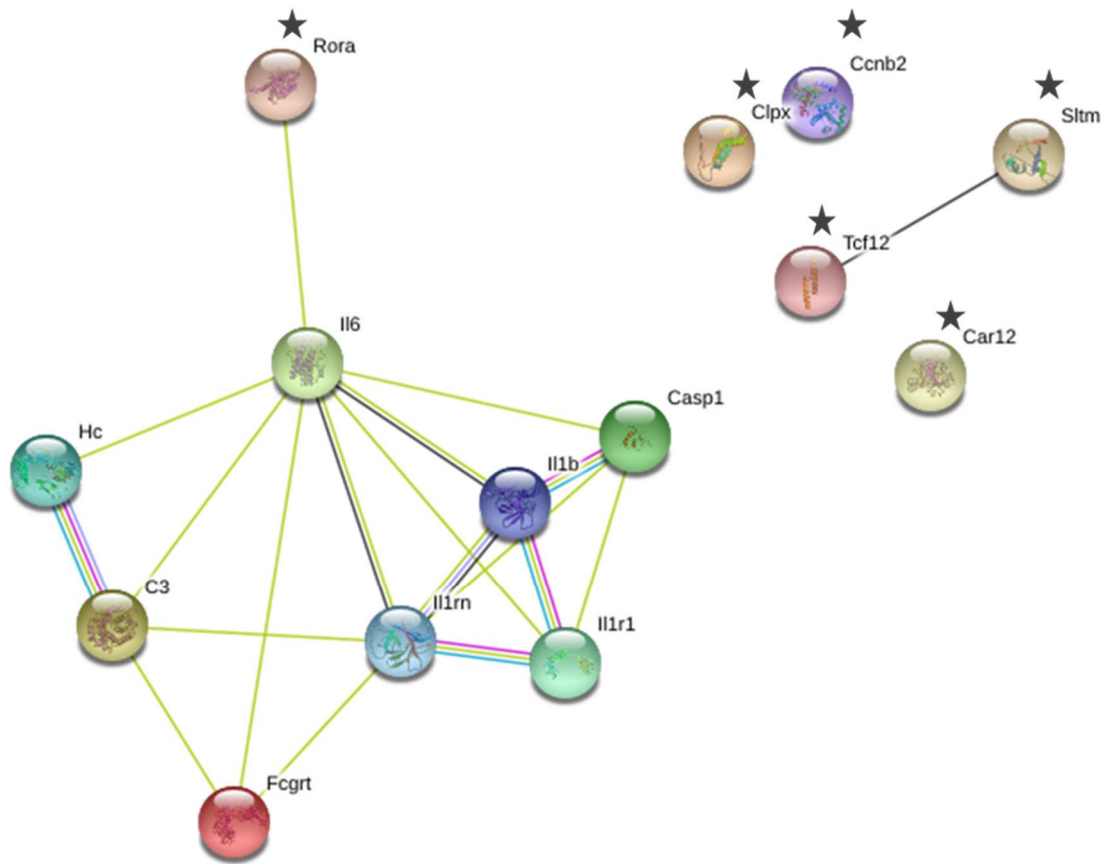 Rora
Ccnb2
Clpx
Sltm
Tcf12
Il6
Car12
Casp1
Hc
Il1b
C3
Il1rn
Il1r1
Fcgrt